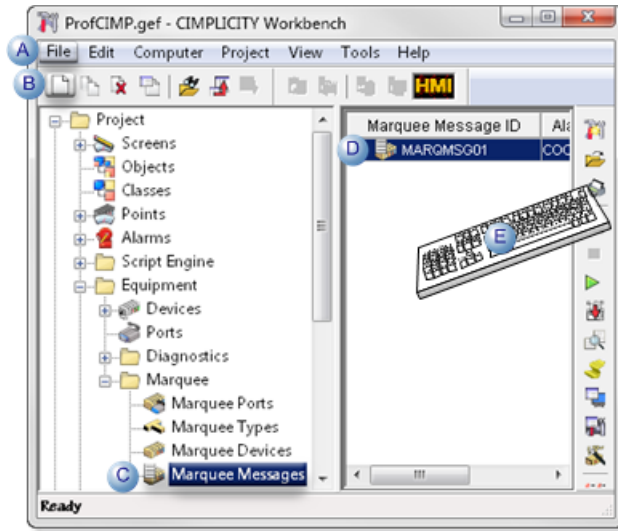 ProfCIMP.gef - CIMPLICITY Workbench
A File Edit Computer Project View Tools Help
B HMI
Project
Screens
Objects
Classes
Points
Alarms
Script Engine
Equipment
Devices
Ports
Diagnostics
Marquee
Marquee Ports
Marquee Types
Marquee Devices
C Marquee Messages
Marquee Message ID Ala
D MARQMSG01 COO
E
Ready